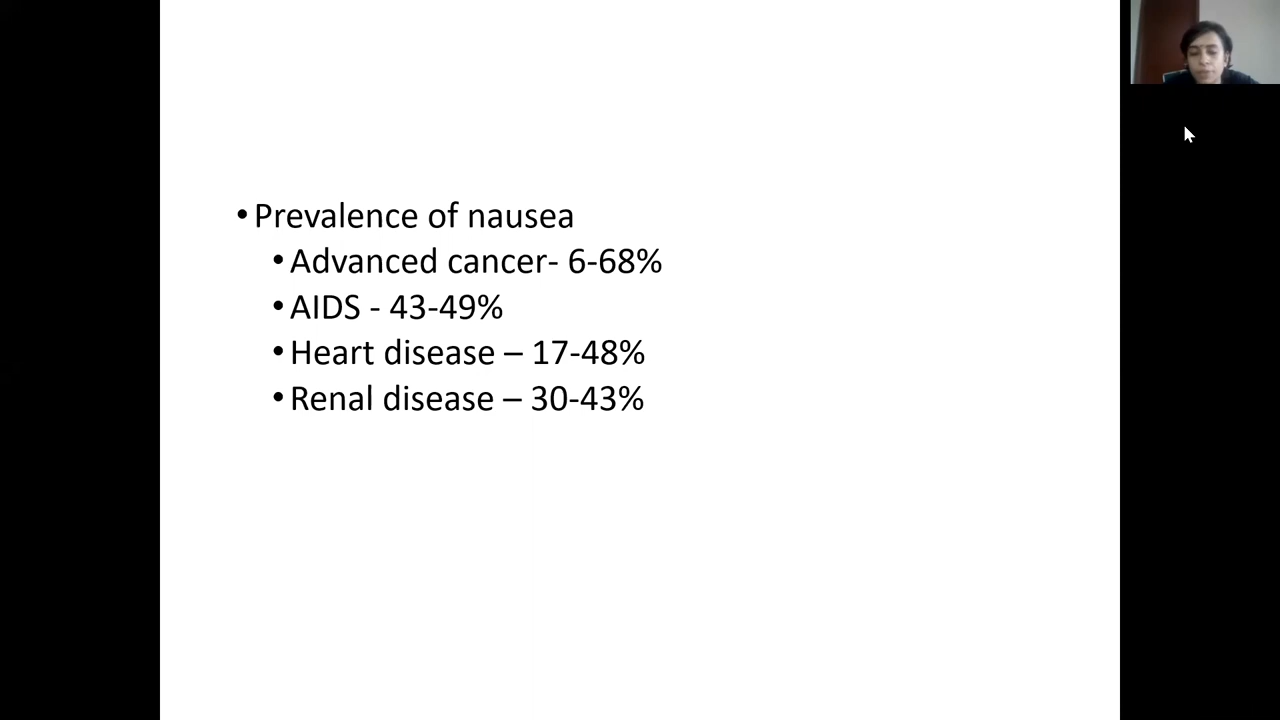 • Prevalence of nausea
• Advanced cancer- 6-68%
• AIDS - 43-49%
• Heart disease – 17-48%
• Renal disease – 30-43%